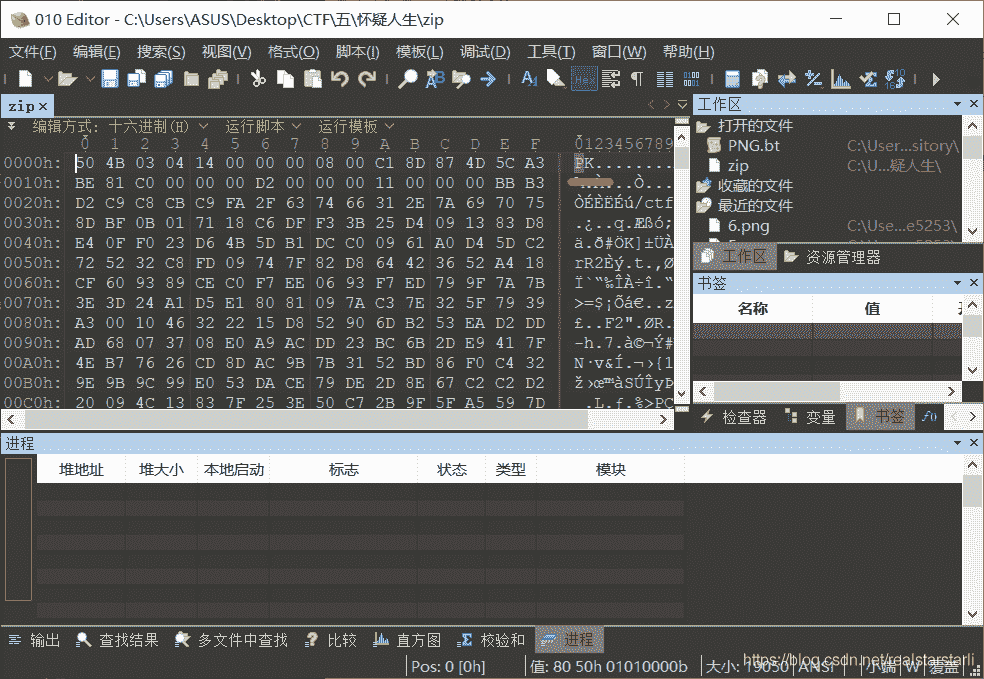 010 Editor - C:\Users\ASUS\Desktop\CTF\五\怀疑人生\zip
文件(F) 编辑(E) 搜索(S) 视图(V) 格式(O) 脚本(I) 模板(L) 调试(D) 工具(T) 窗口(W) 帮助(H)
zip
编辑方式: 十六进制(H) 运行脚本 运行模板
0 1 2 3 4 5 6 7 8 9 A B C D E F 0123456789
0000h: 50 4B 03 04 14 00 00 00 08 00 C1 8D 87 4D 5C A3 PK........
0010h: BE 81 C0 00 00 00 D2 00 00 00 11 00 00 00 BB B3
0020h: D2 C9 C8 CB C9 FA 2F 63 74 66 31 2E 7A 69 70 75 ÒÉÈËÉú/ctf
0030h: 8D BF 0B 01 71 18 C6 DF F3 3B 25 D4 09 13 83 D8 .¿..q.Æßó;
0040h: E4 0F F0 23 D6 4B 5D B1 DC C0 09 61 A0 D4 5D C2 ä.ð#ÖK]±ÜÀ
0050h: 72 52 32 C8 FD 09 74 7F 82 D8 64 42 36 52 A4 18 rR2Èý.t.‚Ø
0060h: CF 60 93 89 CE C0 F7 EE 06 93 F7 ED 79 9F 7A 7B Ï`“‰ÎÀ÷î.“
0070h: 3E 3D 24 A1 D5 E1 80 81 09 7A C3 7E 32 5F 79 39 >=$¡Õá€..z
0080h: A3 00 10 46 32 22 15 D8 52 90 6D B2 53 EA D2 DD £..F2".ØR.
0090h: AD 68 07 37 08 E0 A9 AC DD 23 BC 6B 2D E9 41 7F -h.7.à©¬Ý#
00A0h: 4E B7 76 26 CD 8D AC 9B 7B 31 52 BD 86 F0 C4 32 N·v&Í.¬›{1
00B0h: 9E 9B 9C 99 E0 53 DA CE 79 DE 2D 8E 67 C2 C2 D2 ž›œ™àSÚÎyÞ
00C0h: 20 09 4C 13 83 7F 25 3E 50 C7 2B 9F 5F A5 59 7D .L.ƒ.%>PÇ
工作区
打开的文件
PNG.bt C:\User...sitory\
zip C:\U...疑人生\
收藏的文件
最近的文件
6.png C:\Use...e5253\
工作区 资源管理器
书签
名称 值
检查器 变量 书签 f0
进程
堆地址 堆大小 本地启动 标志 状态 类型 模块
输出 查找结果 多文件中查找 比较 直方图 校验和 进程
Pos: 0 [0h] 值: 80 50h 01010000b 大小: 19050 ANSI 小端 W 覆盖
https://blog.csdn.net/realstarstarli